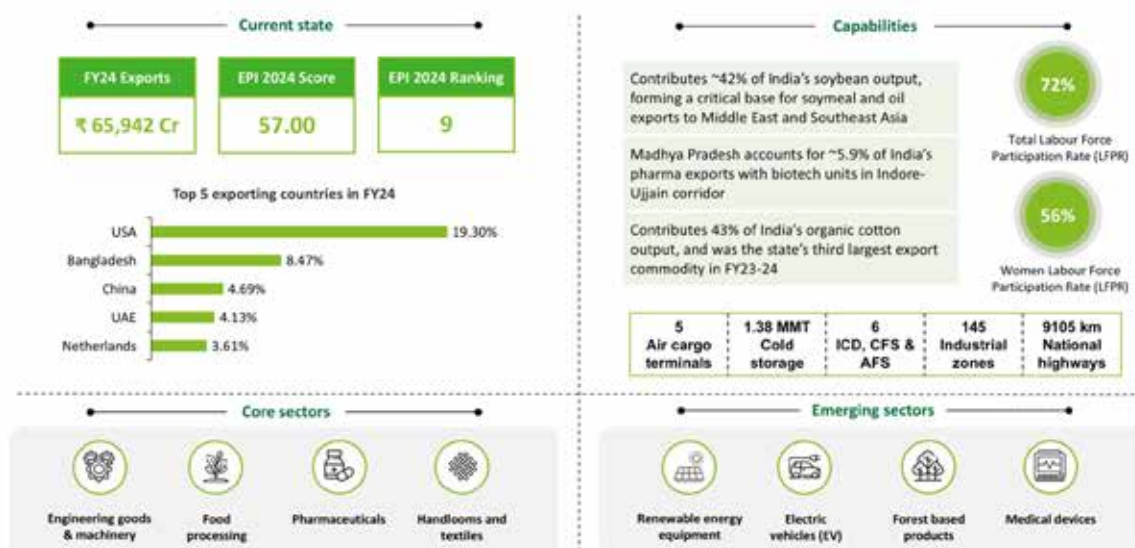 Current state
FY24 Exports
₹ 65,942 Cr
EPI 2024 Score
57.00
EPI 2024 Ranking
9
Top 5 exporting countries in FY24
USA 19.30%
Bangladesh 8.47%
China 4.69%
UAE 4.13%
Netherlands 3.61%
Capabilities
Contributes ~42% of India's soybean output,
forming a critical base for soymeal and oil
exports to Middle East and Southeast Asia
Madhya Pradesh accounts for ~5.9% of India's
pharma exports with biotech units in Indore-
Ujjain corridor
Contributes 43% of India's organic cotton
output, and was the state's third largest export
commodity in FY23-24
72%
Total Labour Force
Participation Rate (LFPR)
56%
Women Labour Force
Participation Rate (LFPR)
5
Air cargo
terminals
1.38 MMT
Cold
storage
6
ICD, CFS &
AFS
145
Industrial
zones
9105 km
National
highways
Core sectors
Engineering goods
& machinery
Food
processing
Pharmaceuticals
Handlooms and
textiles
Emerging sectors
Renewable energy
equipment
Electric
vehicles (EV)
Forest based
products
Medical devices